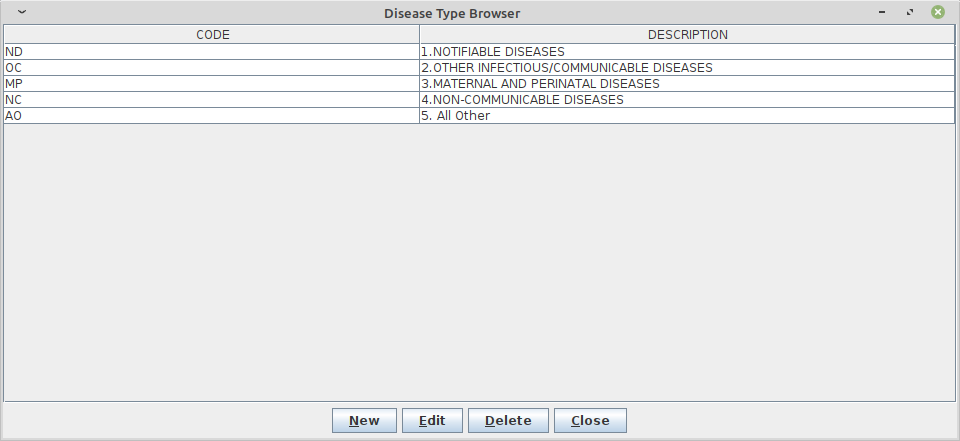 Disease Type Browser
CODE DESCRIPTION
ND 1.NOTIFIABLE DISEASES
OC 2.OTHER INFECTIOUS/COMMUNICABLE DISEASES
MP 3.MATERNAL AND PERINATAL DISEASES
NC 4.NON-COMMUNICABLE DISEASES
AO 5. All Other
New Edit Delete Close